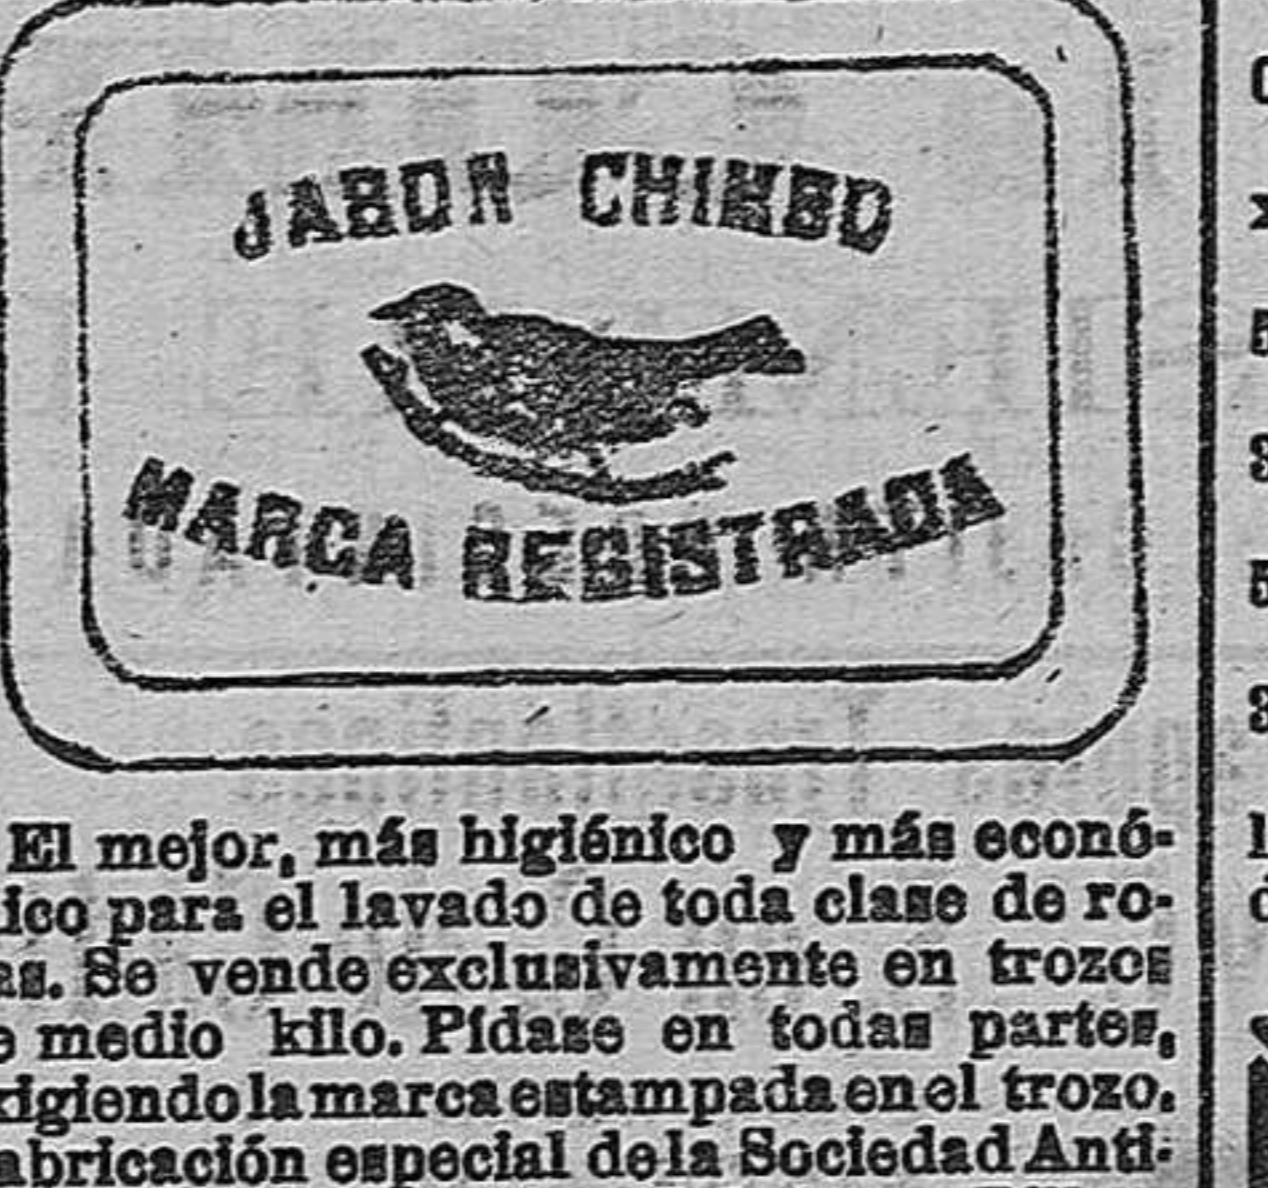 JABON CHIMBO
MARCA REGISTRADA
El mejor, más higiénico y más econó-
ico para el lavado de toda clase de ro-
as. Se vende exclusivamente en trozos
e medio kilo. Pídase en todas partes,
xigiendo la marca estampada en el trozo.
abricación especial de la Sociedad Anti-